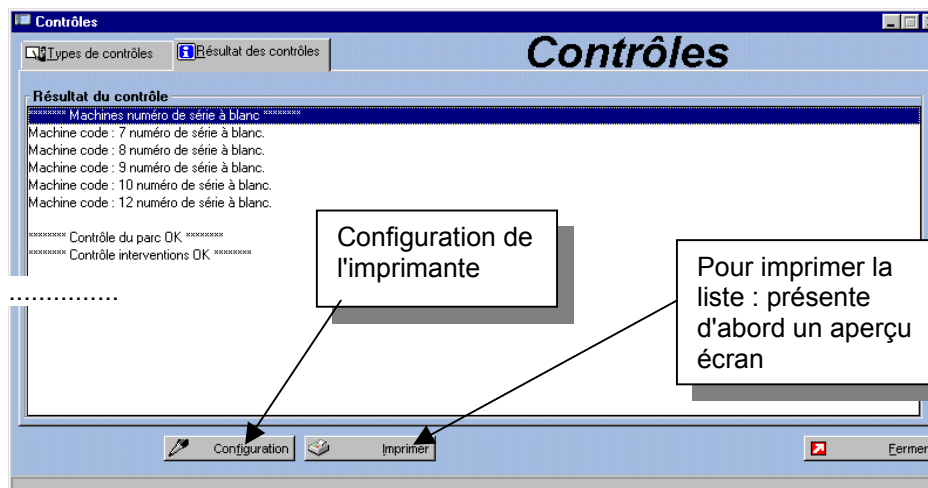 Contrôles
Types de contrôles
Résultat des contrôles
Contrôles
Résultat du contrôle
******** Machines numéro de série à blanc ********
Machine code : 7 numéro de série à blanc.
Machine code : 8 numéro de série à blanc.
Machine code : 9 numéro de série à blanc.
Machine code : 10 numéro de série à blanc.
Machine code : 12 numéro de série à blanc.
******** Contrôle du parc OK ********
******** Contrôle interventions OK ********
...............
Configuration de
l'imprimante
Pour imprimer la
liste : présente
d'abord un aperçu
écran
Configuration
Imprimer
Fermer